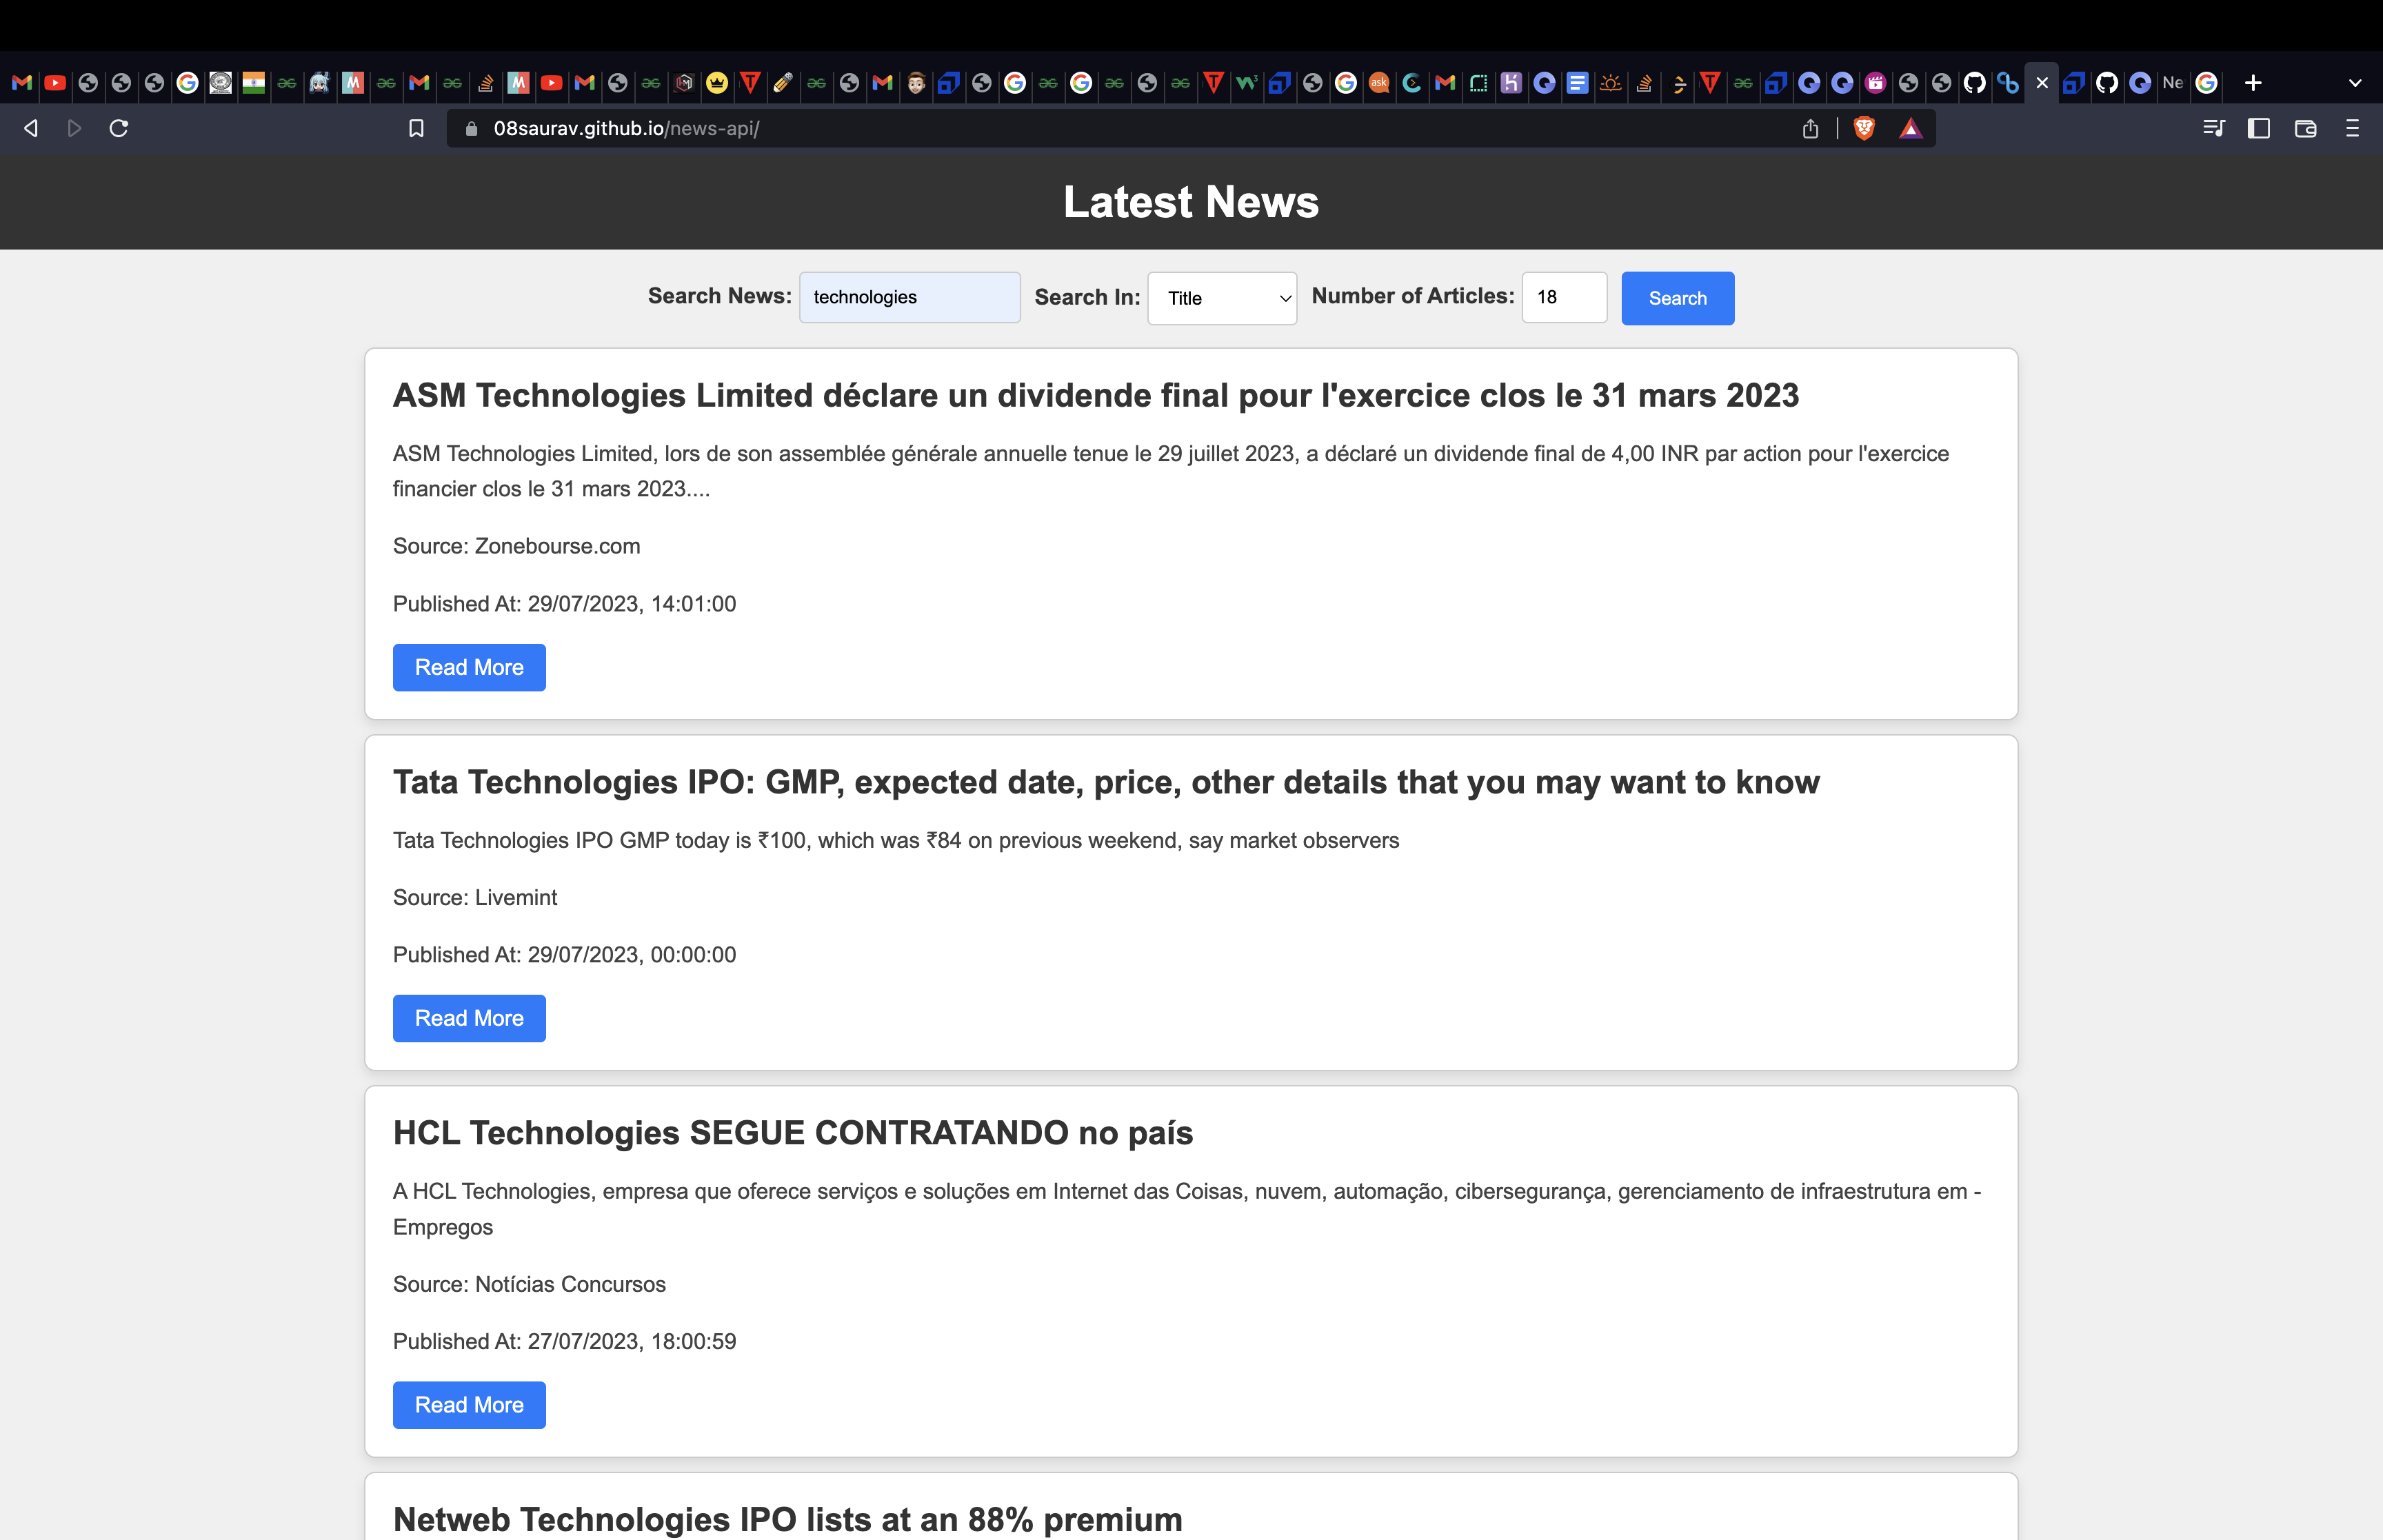 Ne
08saurav.github.io/news-api/
Latest News
Search News: technologies Search In: Title Number of Articles: 18 Search
ASM Technologies Limited déclare un dividende final pour l'exercice clos le 31 mars 2023
ASM Technologies Limited, lors de son assemblée générale annuelle tenue le 29 juillet 2023, a déclaré un dividende final de 4,00 INR par action pour l'exercice
financier clos le 31 mars 2023....
Source: Zonebourse.com
Published At: 29/07/2023, 14:01:00
Read More
Tata Technologies IPO: GMP, expected date, price, other details that you may want to know
Tata Technologies IPO GMP today is ₹100, which was ₹84 on previous weekend, say market observers
Source: Livemint
Published At: 29/07/2023, 00:00:00
Read More
HCL Technologies SEGUE CONTRATANDO no país
A HCL Technologies, empresa que oferece serviços e soluções em Internet das Coisas, nuvem, automação, cibersegurança, gerenciamento de infraestrutura em -
Empregos
Source: Notícias Concursos
Published At: 27/07/2023, 18:00:59
Read More
Netweb Technologies IPO lists at an 88% premium